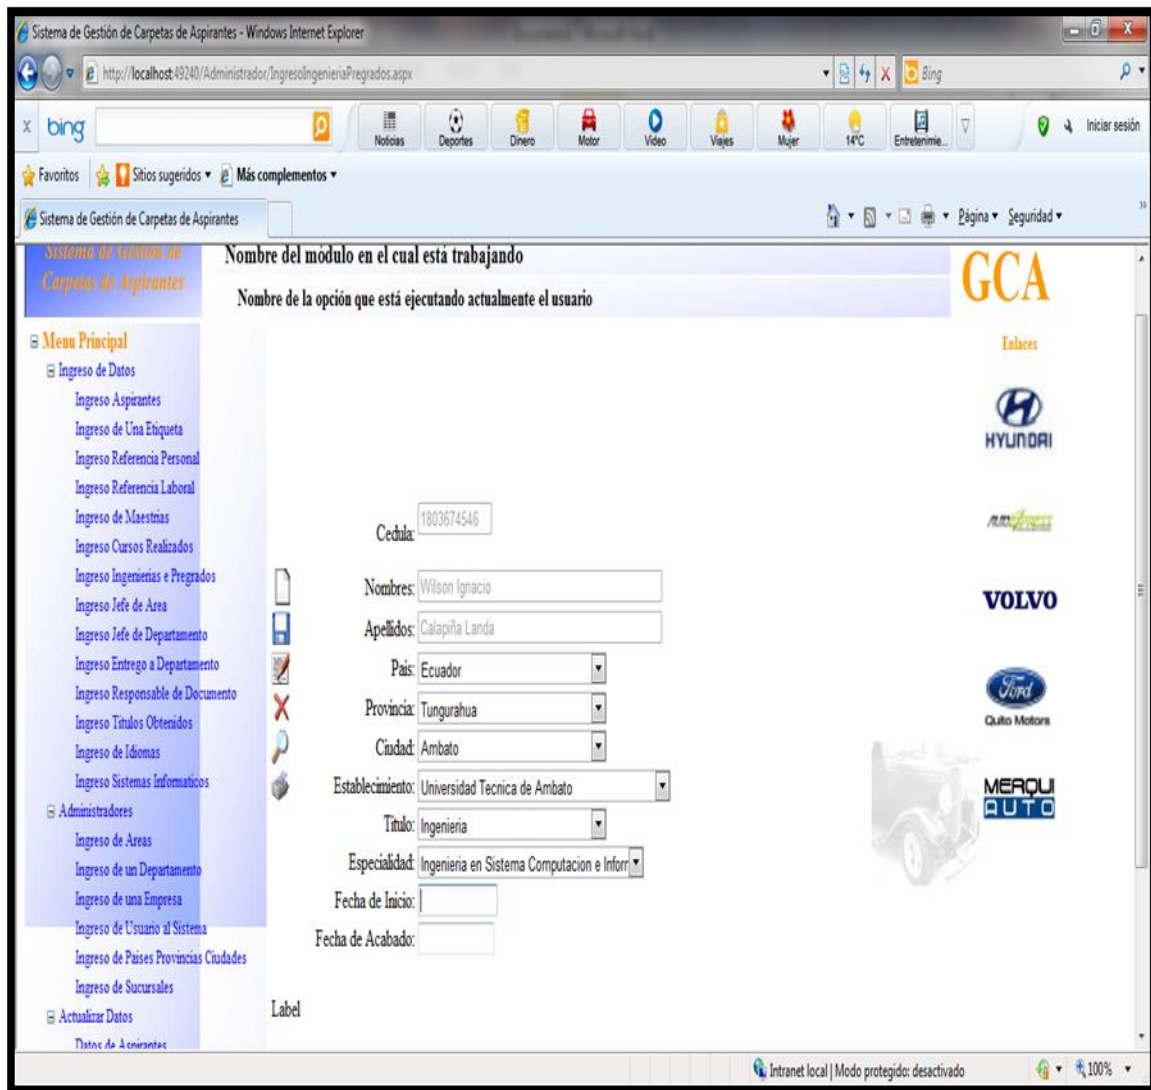 Sistema de Gestión de Carpetas de Aspirantes - Windows Internet Explorer
http://localhost:49240/Administrador/IngresoIngenieriaPregrados.aspx
Bing
x bing
Noticias Deportes Dinero Motor Video Viajes Mujer 14°C Entretenimie... Iniciar sesión
Favoritos Sitios sugeridos Más complementos
Sistema de Gestión de Carpetas de Aspirantes
Página Seguridad
Sistema de Gestión de
Carpetas de Aspirantes
Nombre del módulo en el cual está trabajando
Nombre de la opción que está ejecutando actualmente el usuario
GCA
Menu Principal
Ingreso de Datos
Ingreso Aspirantes
Ingreso de Una Etiqueta
Ingreso Referencia Personal
Ingreso Referencia Laboral
Ingreso de Maestrias
Ingreso Cursos Realizados
Ingreso Ingenierias e Pregrados
Ingreso Jefe de Area
Ingreso Jefe de Departamento
Ingreso Entrego a Departamento
Ingreso Responsable de Documento
Ingreso Titulos Obtenidos
Ingreso de Idiomas
Ingreso Sistemas Informaticos
Administradores
Ingreso de Areas
Ingreso de un Departamento
Ingreso de una Empresa
Ingreso de Usuario al Sistema
Ingreso de Paises Provincias Ciudades
Ingreso de Sucursales
Actualizar Datos
Datos de Aspirantes
Cedula: 1803674546
Nombres: Wilson Ignacio
Apellidos: Calapiña Landa
Pais: Ecuador
Provincia: Tungurahua
Ciudad: Ambato
Establecimiento: Universidad Tecnica de Ambato
Titulo: Ingenieria
Especialidad: Ingenieria en Sistema Computacion e Inforr
Fecha de Inicio:
Fecha de Acabado:
Label
Enlaces
HYUNDAI
VOLVO
Ford
Quito Motors
MERQUI
AUTO
Intranet local | Modo protegido: desactivado
100%